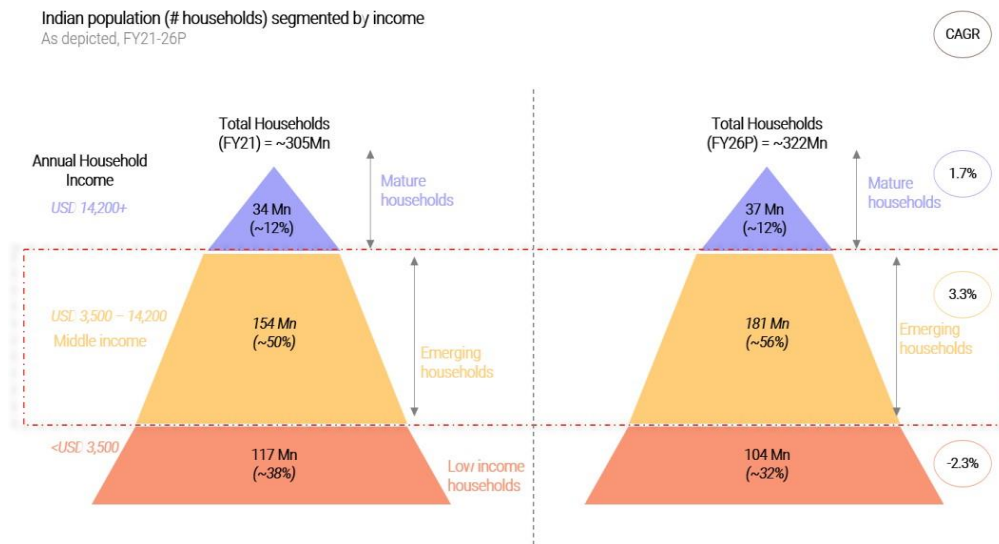 Indian population (# households) segmented by income
As depicted, FY21-26P
CAGR
Total Households
(FY21) = ~305Mn
Total Households
(FY26P) = ~322Mn
Annual Household
Income
USD 14,200+
34 Mn
(~12%)
Mature
households
37 Mn
(~12%)
Mature
households
1.7%
USD 3,500 – 14,200
Middle income
154 Mn
(~50%)
Emerging
households
181 Mn
(~56%)
Emerging
households
3.3%
<USD 3,500
117 Mn
(~38%)
Low income
households
104 Mn
(~32%)
-2.3%